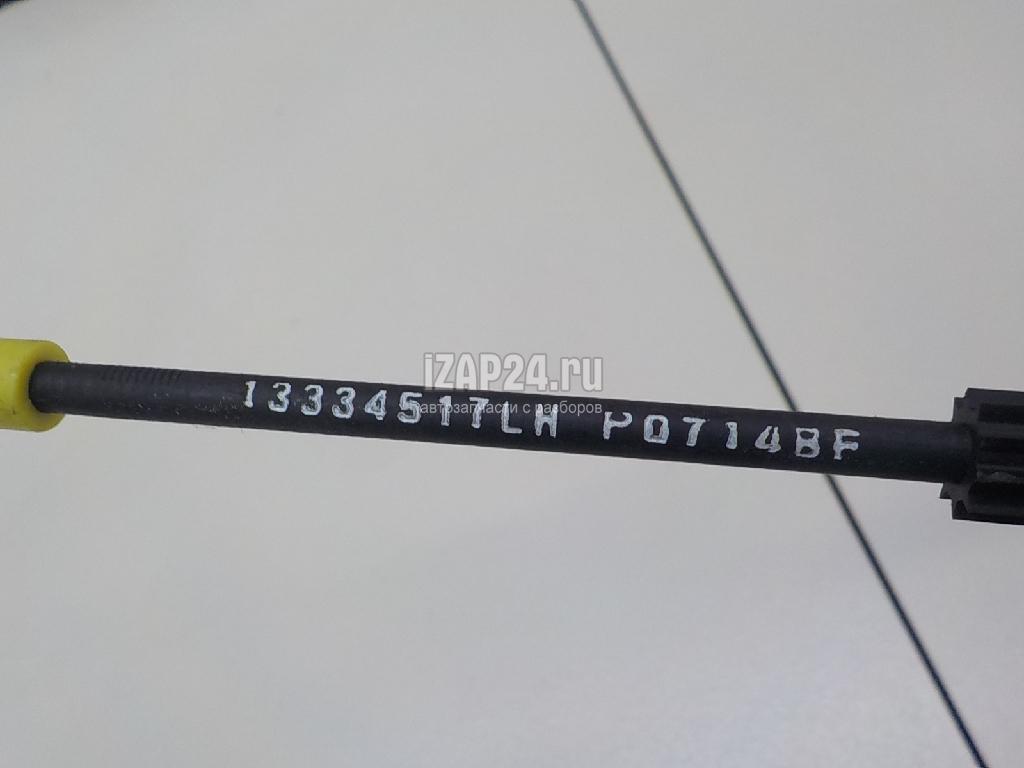 iZAP24.ru
автозапчасти с разборов
13334517LH P0714BF